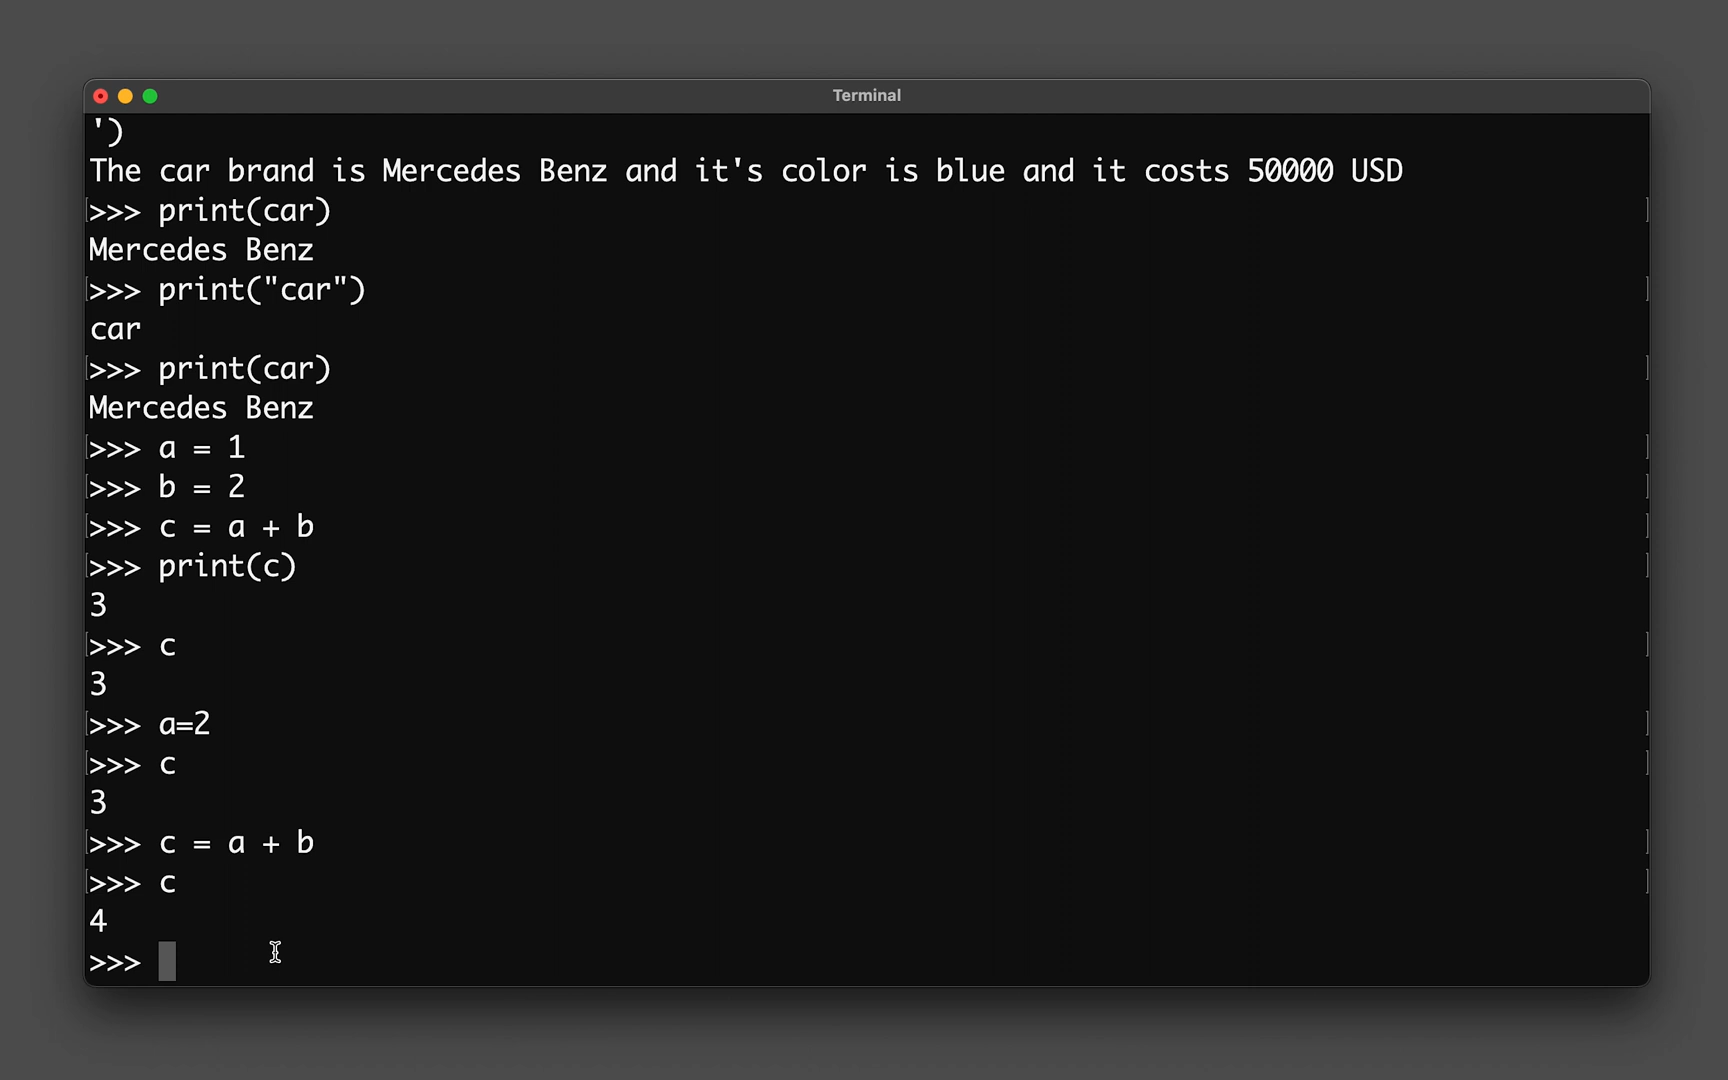 Terminal
')
The car brand is Mercedes Benz and it's color is blue and it costs 50000 USD
>>> print(car)
Mercedes Benz
>>> print("car")
car
>>> print(car)
Mercedes Benz
>>> a = 1
>>> b = 2
>>> c = a + b
>>> print(c)
3
>>> c
3
>>> a=2
>>> c
3
>>> c = a + b
>>> c
4
>>>